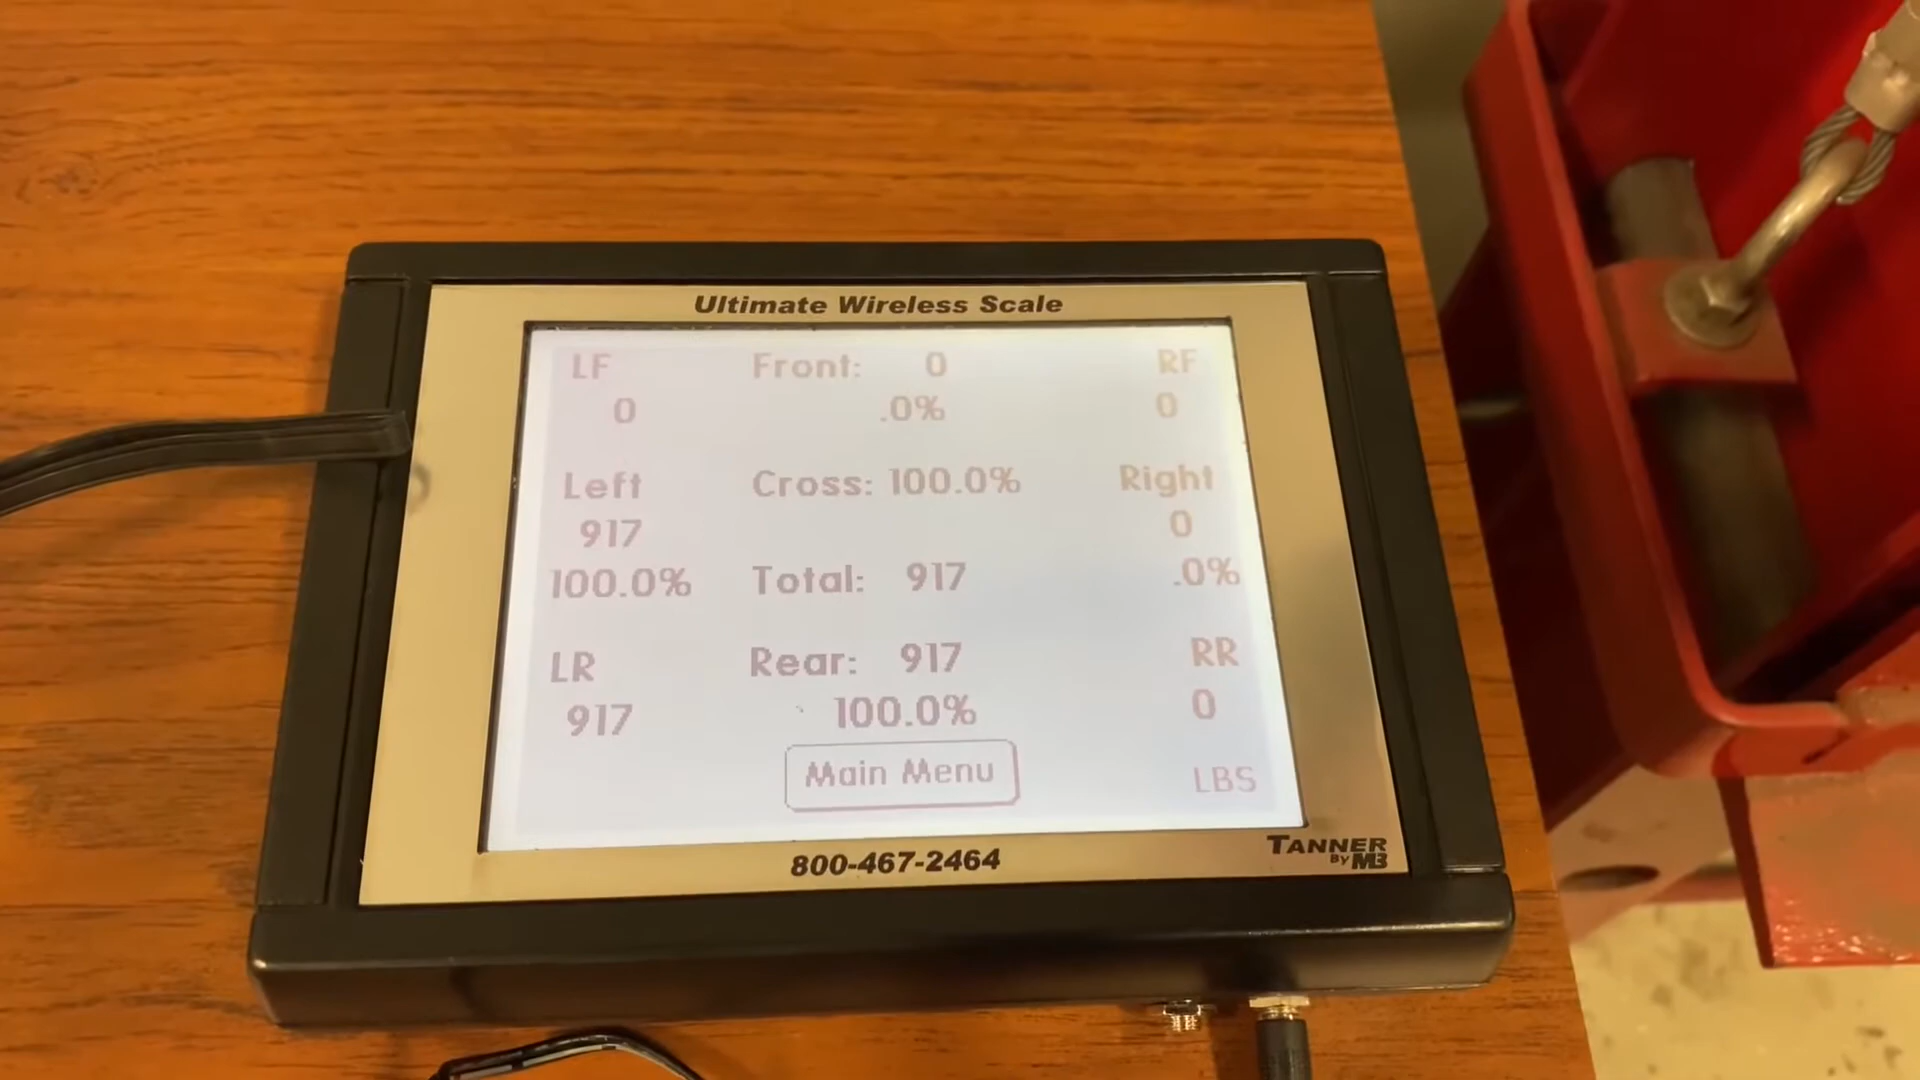 Ultimate Wireless Scale
LF Front: 0 RF
0 .0% 0
Left Cross: 100.0% Right
917 0
100.0% Total: 917 .0%
LR Rear: 917 RR
917 100.0% 0
Main Menu LBS
800-467-2464
TANNER
BY MB